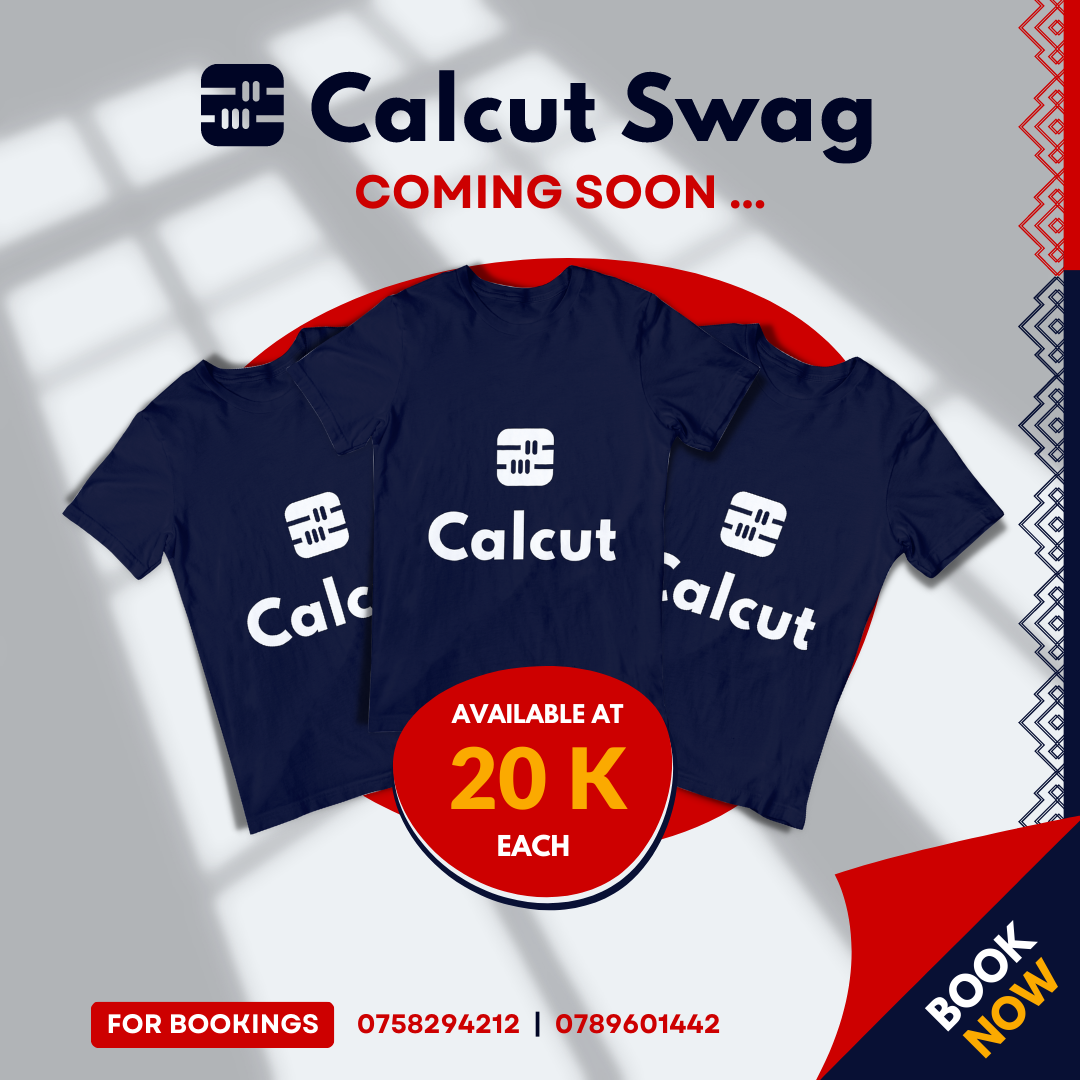 Calcut Swag
COMING SOON ...
Calcut
Calc
Calcut
AVAILABLE AT
20 K
EACH
BOOK
NOW
FOR BOOKINGS 0758294212 | 0789601442